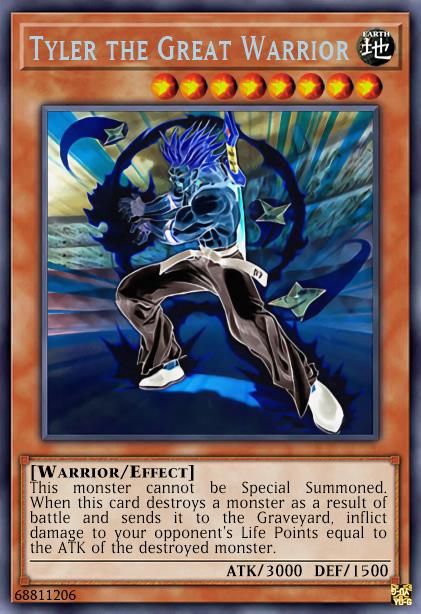 TYLER THE GREAT WARRIOR
EARTH
地
[WARRIOR/EFFECT]
This monster cannot be Special Summoned.
When this card destroys a monster as a result of
battle and sends it to the Graveyard, inflict
damage to your opponent's Life Points equal to
the ATK of the destroyed monster.
ATK/3000 DEF/1500
68811206